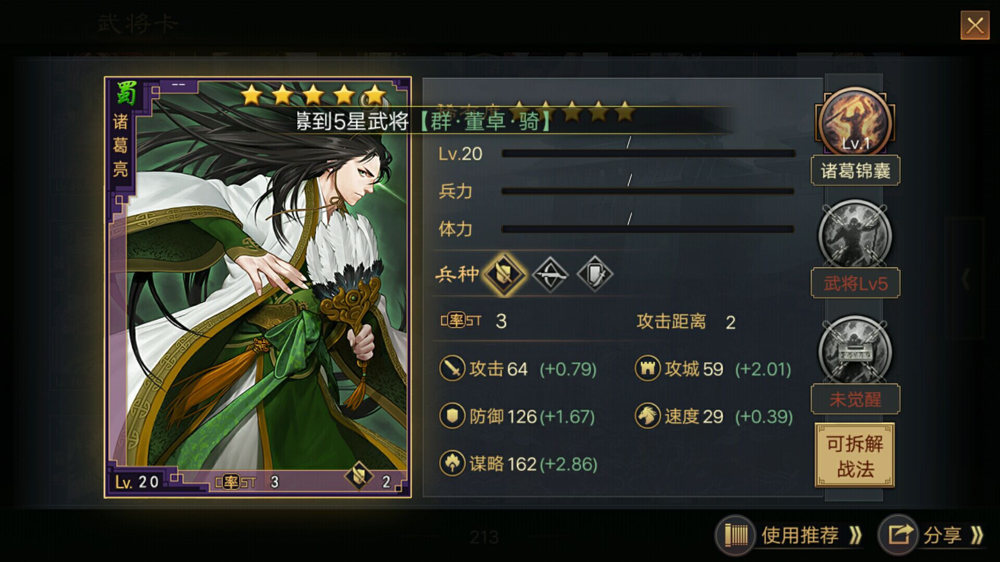 武将卡
蜀
诸葛亮
--
募到5星武将【群·董卓·骑】
稀有度
Lv.20
/
兵力
/
体力
/
兵种
C率ST 3
攻击距离 2
攻击 64 (+0.79)
攻城 59 (+2.01)
防御 126 (+1.67)
速度 29 (+0.39)
谋略 162 (+2.86)
Lv. 20
C率ST 3
2
Lv.1
诸葛锦囊
武将Lv5
未觉醒
可拆解
战法
213
使用推荐
分享